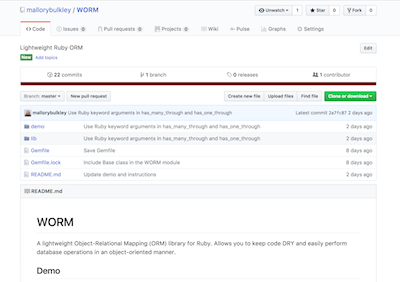 mallorybulkley / WORM
Unwatch 1 Star 0 Fork 0
Code Issues 0 Pull requests 0 Projects 0 Wiki Pulse Graphs Settings
Lightweight Ruby ORM Edit
New Add topics
22 commits 1 branch 0 releases 1 contributor
Branch: master New pull request Create new file Upload files Find file Clone or download
mallorybulkley Use Ruby keyword arguments in has_many_through and has_one_through Latest commit 2e7fc87 2 days ago
demo Use Ruby keyword arguments in has_many_through and has_one_through 2 days ago
lib Use Ruby keyword arguments in has_many_through and has_one_through 2 days ago
Gemfile Save Gemfile 8 days ago
Gemfile.lock Include Base class in the WORM module 8 days ago
README.md Update demo and instructions 2 days ago
README.md
WORM
A lightweight Object-Relational Mapping (ORM) library for Ruby. Allows you to keep code DRY and easily perform
database operations in an object-oriented manner.
Demo